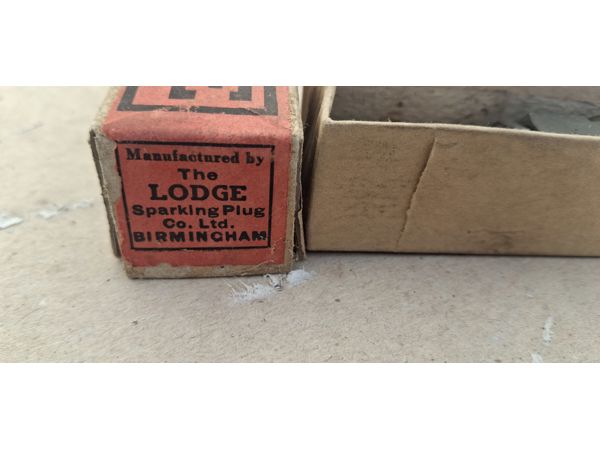 Manufactured by
The
LODGE
Sparking Plug
Co. Ltd.
BIRMINGHAM